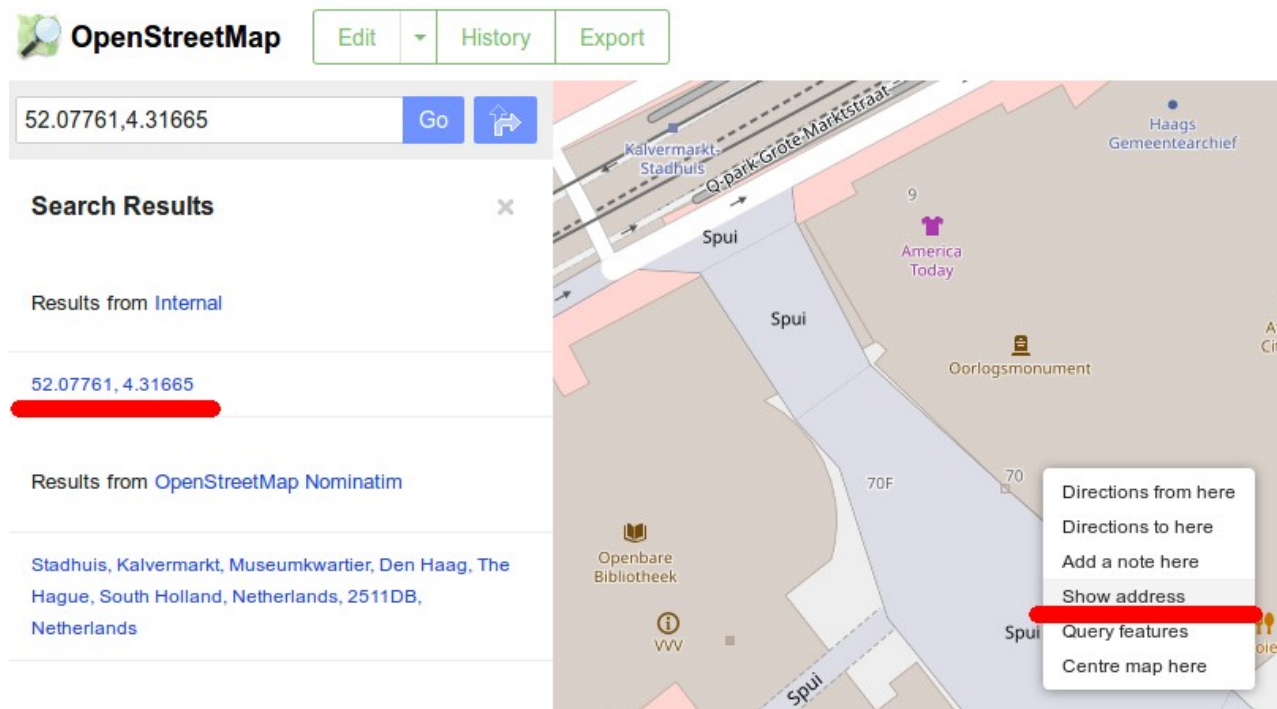 OpenStreetMap
Edit
History
Export
52.07761,4.31665
Go
Search Results
×
Results from Internal
52.07761, 4.31665
Results from OpenStreetMap Nominatim
Stadhuis, Kalvermarkt, Museumkwartier, Den Haag, The
Hague, South Holland, Netherlands, 2511DB,
Netherlands
Kalvermarkt-
Stadhuis
Q-park Grote Marktstraat
Haags
Gemeentearchief
9
America
Today
Spui
Spui
Oorlogsmonument
70F
70
Openbare
Bibliotheek
VVV
Spui
Spui
Directions from here
Directions to here
Add a note here
Show address
Query features
Centre map here